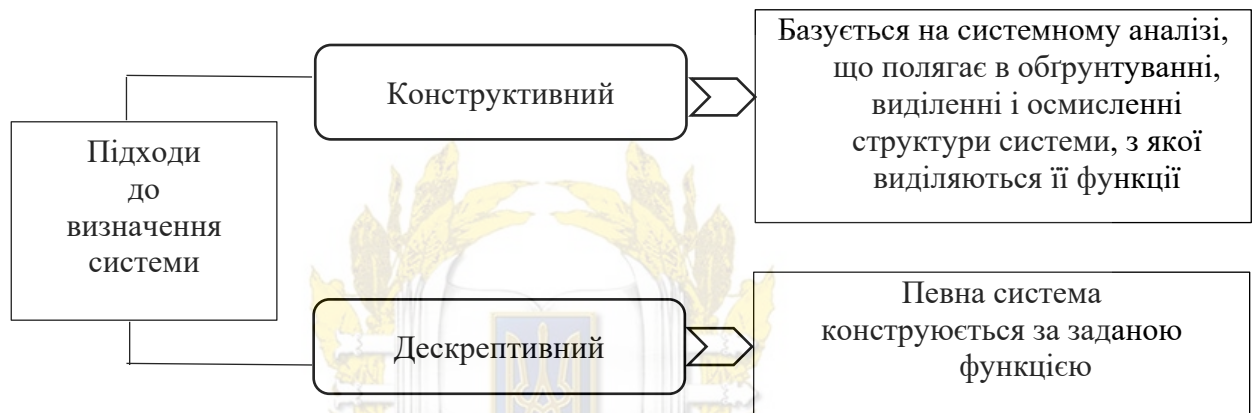 Підходи
до
визначення
системи
Конструктивний
Базується на системному аналізі,
що полягає в обґрунтуванні,
виділенні і осмисленні
структури системи, з якої
виділяються її функції
Дескрептивний
Певна система
конструюється за заданою
функцією